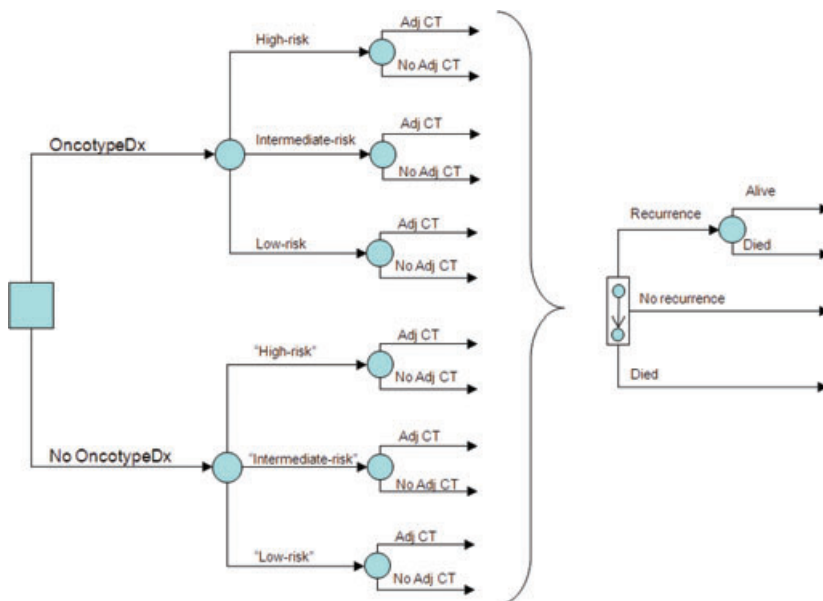 High-risk
Adj CT
No Adj CT
OncotypeDx
Intermediate-risk
Adj CT
No Adj CT
Low-risk
Adj CT
No Adj CT
No OncotypeDx
"High-risk"
Adj CT
No Adj CT
"Intermediate-risk"
Adj CT
No Adj CT
"Low-risk"
Adj CT
No Adj CT
Recurrence
Alive
Died
No recurrence
Died